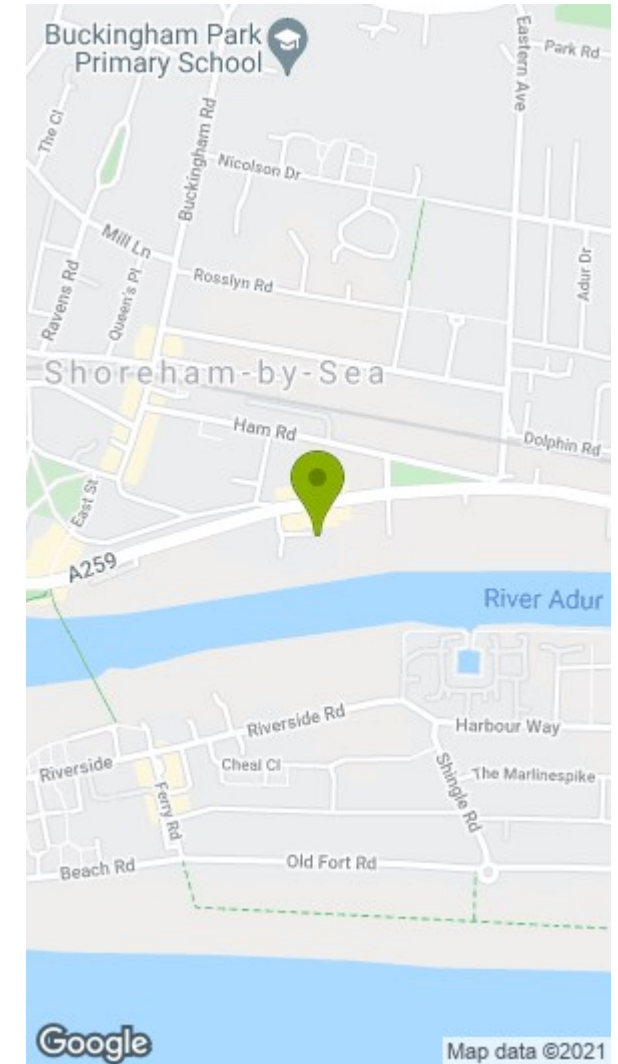 Buckingham Park
Primary School
Eastern Ave
Park Rd
The Cl
Buckingham Rd
Nicolson Dr
Mill Ln
Ravens Rd
Queen's Pl
Rosslyn Rd
Adur Dr
Shoreham-by-Sea
Ham Rd
Dolphin Rd
East St
A259
River Adur
Riverside Rd
Harbour Way
Riverside
Cheal Cl
Shingle Rd
The Marlinespike
Ferry Rd
Beach Rd
Old Fort Rd
Google
Map data ©2021